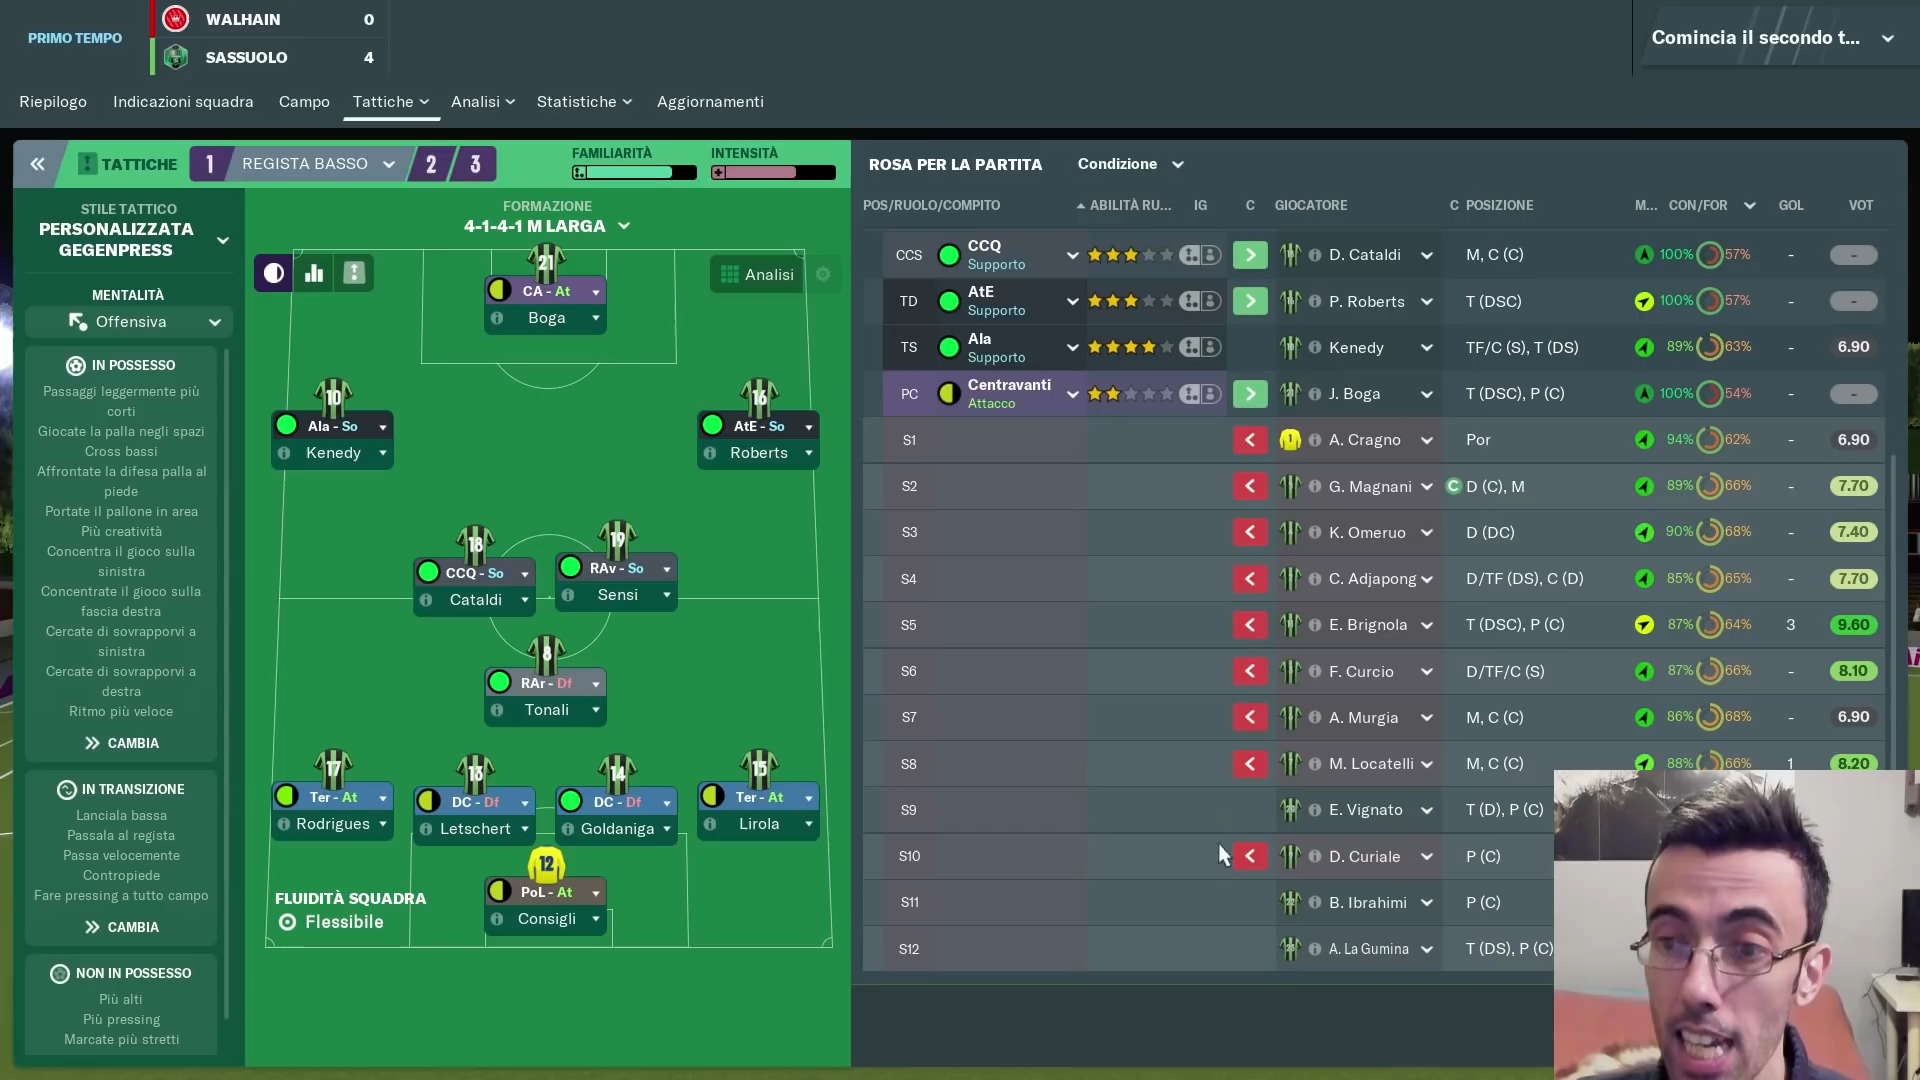 PRIMO TEMPO
WALHAIN 0
SASSUOLO 4
Comincia il secondo t...
Riepilogo Indicazioni squadra Campo Tattiche Analisi Statistiche Aggiornamenti
TATTICHE 1 REGISTA BASSO 2 3
FAMILIARITÀ INTENSITÀ
STILE TATTICO
PERSONALIZZATA
GEGENPRESS
MENTALITÀ
Offensiva
IN POSSESSO
Passaggi leggermente più
corti
Giocate la palla negli spazi
Cross bassi
Affrontate la difesa palla al
piede
Portate il pallone in area
Più creatività
Concentra il gioco sulla
sinistra
Concentrate il gioco sulla
fascia destra
Cercate di sovrapporvi a
sinistra
Cercate di sovrapporvi a
destra
Ritmo più veloce
CAMBIA
IN TRANSIZIONE
Lanciala bassa
Passala al regista
Passa velocemente
Contropiede
Fare pressing a tutto campo
CAMBIA
NON IN POSSESSO
Più alti
Più pressing
Marcate più stretti
FORMAZIONE
4-1-4-1 M LARGA
Analisi
21
CA - At
Boga
10
Ala - So
Kenedy
16
AtE - So
Roberts
18
CCQ - So
Cataldi
19
RAv - So
Sensi
8
RAr - Df
Tonali
17
Ter - At
Rodrigues
13
DC - Df
Letschert
14
DC - Df
Goldaniga
15
Ter - At
Lirola
12
PoL - At
Consigli
FLUIDITÀ SQUADRA
Flessibile
ROSA PER LA PARTITA Condizione
POS/RUOLO/COMPITO ABILITÀ RU... IG C GIOCATORE C POSIZIONE M... CON/FOR GOL VOT
CCS CCQ Supporto D. Cataldi M, C (C) 100% 57% - -
TD AtE Supporto P. Roberts T (DSC) 100% 57% - -
TS Ala Supporto Kenedy TF/C (S), T (DS) 89% 63% - 6.90
PC Centravanti Attacco J. Boga T (DSC), P (C) 100% 54% - -
S1 A. Cragno Por 94% 62% - 6.90
S2 G. Magnani C D (C), M 89% 66% - 7.70
S3 K. Omeruo D (DC) 90% 68% - 7.40
S4 C. Adjapong D/TF (DS), C (D) 85% 65% - 7.70
S5 E. Brignola T (DSC), P (C) 87% 64% 3 9.60
S6 F. Curcio D/TF/C (S) 87% 66% - 8.10
S7 A. Murgia M, C (C) 86% 68% - 6.90
S8 M. Locatelli M, C (C) 88% 66% 1 8.20
S9 E. Vignato T (D), P (C)
S10 D. Curiale P (C)
S11 B. Ibrahimi P (C)
S12 A. La Gumina T (DS), P (C)